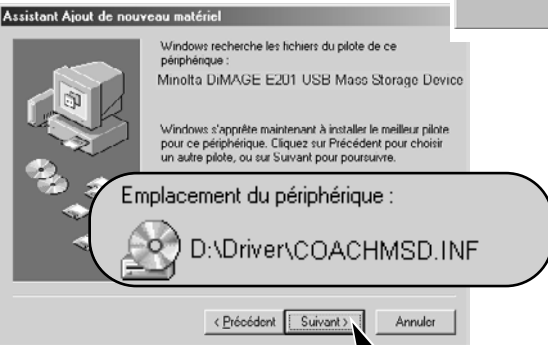 Assistant Ajout de nouveau matériel
Windows recherche les fichiers du pilote de ce
périphérique :
Minolta DiMAGE E201 USB Mass Storage Device
Windows s'apprête maintenant à installer le meilleur pilote
pour ce périphérique. Cliquez sur Précédent pour choisir
un autre pilote, ou sur Suivant pour poursuivre.
Emplacement du périphérique :
D:\Driver\COACHMSD.INF
< Précédent Suivant > Annuler